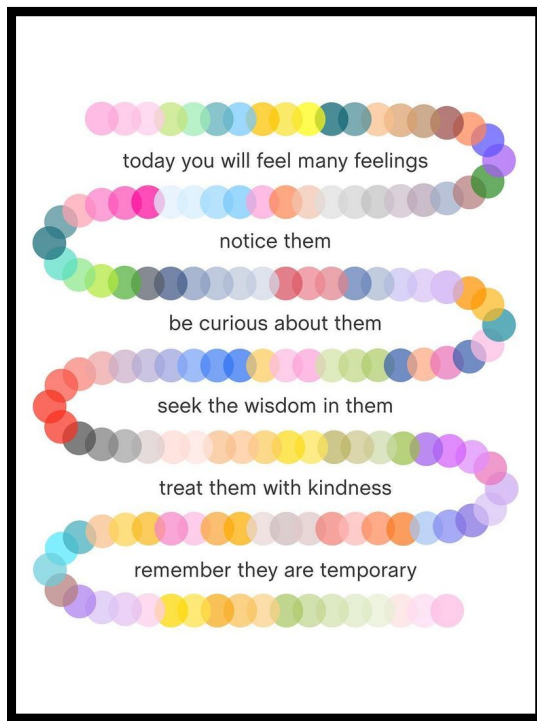 today you will feel many feelings
notice them
be curious about them
seek the wisdom in them
treat them with kindness
remember they are temporary